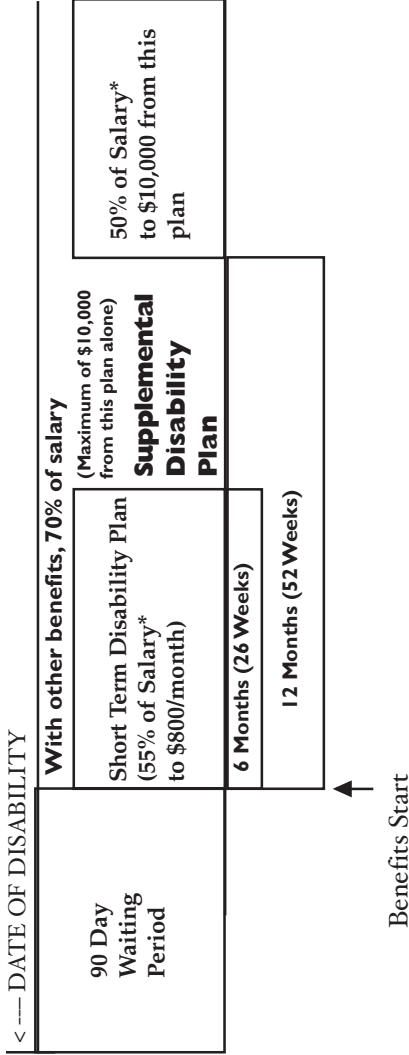 < --- DATE OF DISABILITY
90 Day
Waiting
Period
With other benefits, 70% of salary
Short Term Disability Plan
(55% of Salary*
to $800/month)
(Maximum of $10,000
from this plan alone)
Supplemental
Disability
Plan
50% of Salary*
to $10,000 from this
plan
6 Months (26 Weeks)
12 Months (52 Weeks)
Benefits Start